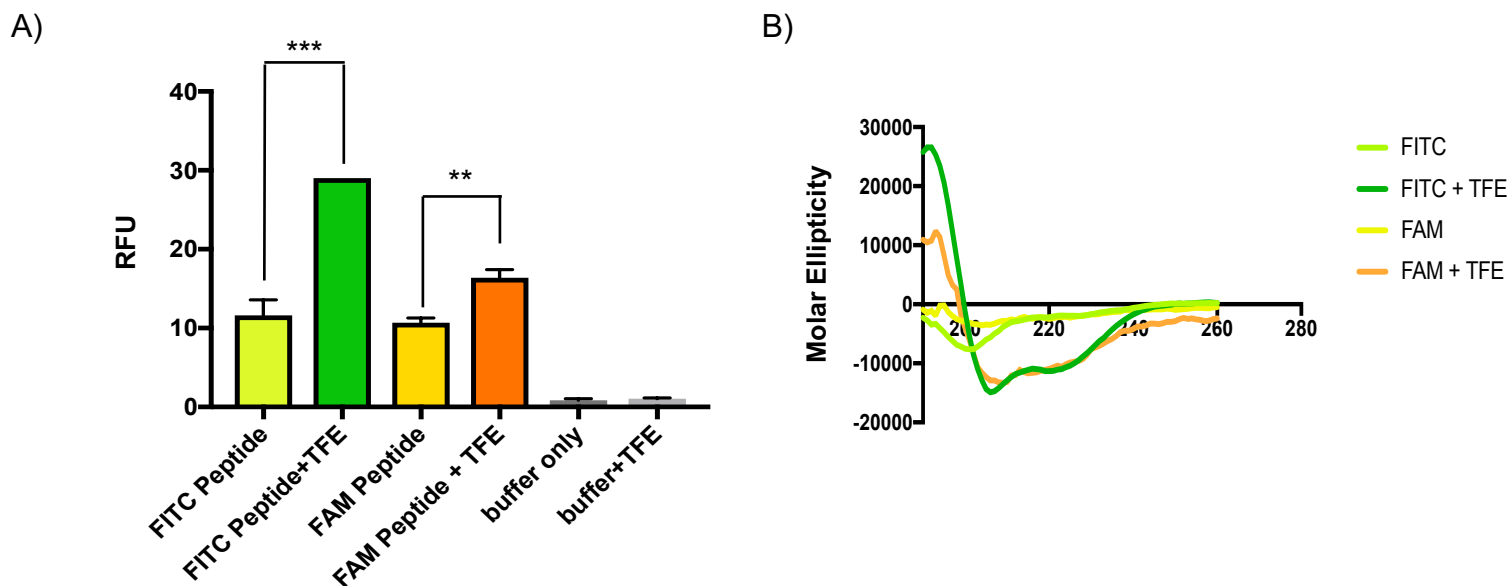 A)
***
40
30
20
10
0
RFU
**
FITC Peptide
FITC Peptide+TFE
FAM Peptide
FAM Peptide + TFE
buffer only
buffer+TFE
B)
30000
20000
10000
0
-10000
-20000
Molar Ellipticity
200
220
240
260
280
FITC
FITC + TFE
FAM
FAM + TFE